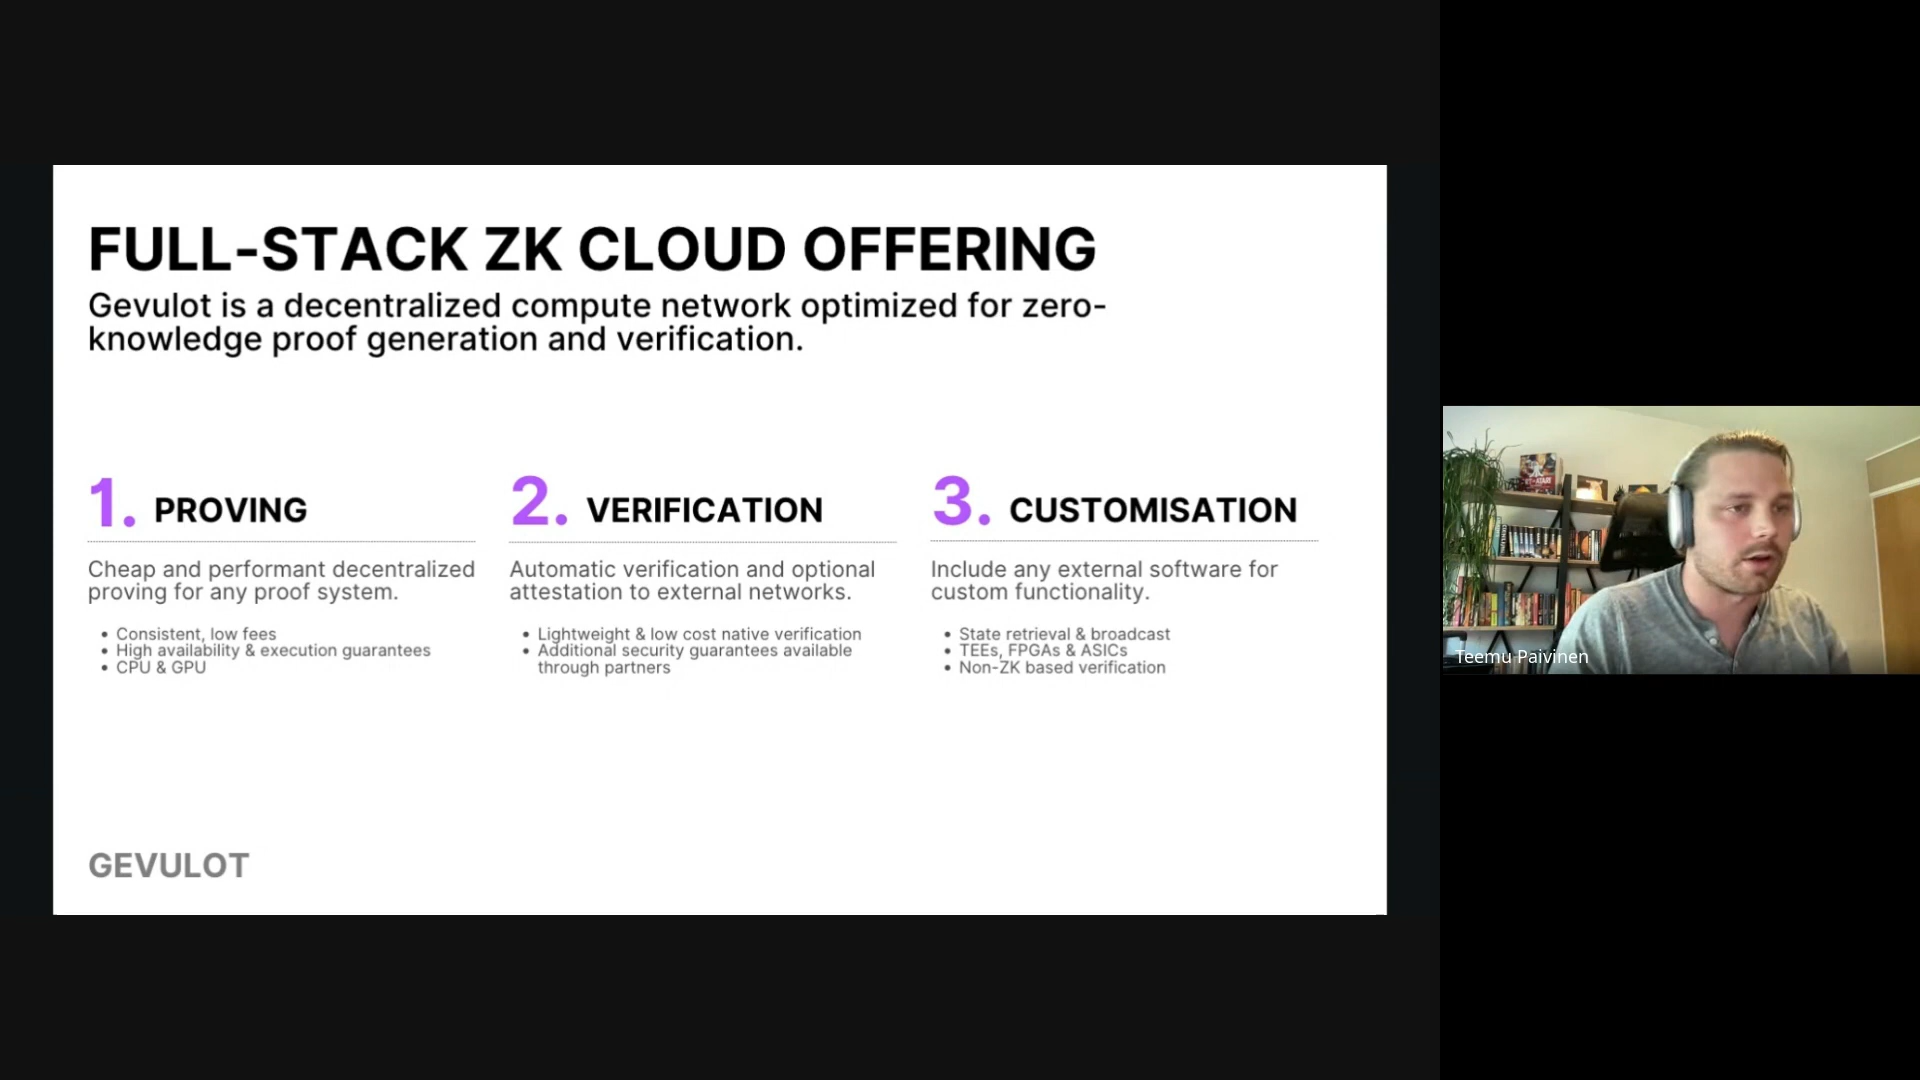 FULL-STACK ZK CLOUD OFFERING
Gevulot is a decentralized compute network optimized for zero-
knowledge proof generation and verification.
1. PROVING
Cheap and performant decentralized
proving for any proof system.
• Consistent, low fees
• High availability & execution guarantees
• CPU & GPU
2. VERIFICATION
Automatic verification and optional
attestation to external networks.
• Lightweight & low cost native verification
• Additional security guarantees available
through partners
3. CUSTOMISATION
Include any external software for
custom functionality.
• State retrieval & broadcast
• TEEs, FPGAs & ASICs
• Non-ZK based verification
GEVULOT
Teemu Paivinen